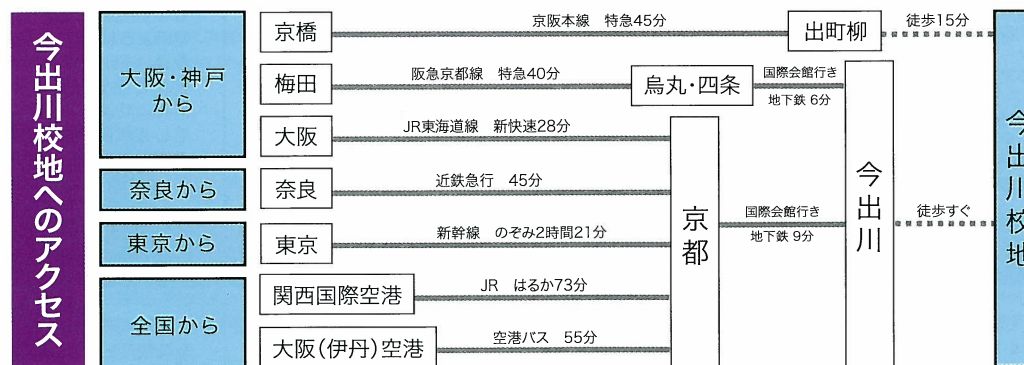 今出川校地へのアクセス
大阪・神戸
から
京橋
京阪本線 特急45分
出町柳
徒歩15分
梅田
阪急京都線 特急40分
烏丸・四条
国際会館行き
地下鉄 6分
大阪
JR東海道線 新快速28分
奈良から
奈良
近鉄急行 45分
東京から
東京
新幹線 のぞみ2時間21分
全国から
関西国際空港
JR はるか73分
大阪(伊丹)空港
空港バス 55分
京都
国際会館行き
地下鉄 9分
今出川
徒歩すぐ
今出川校地